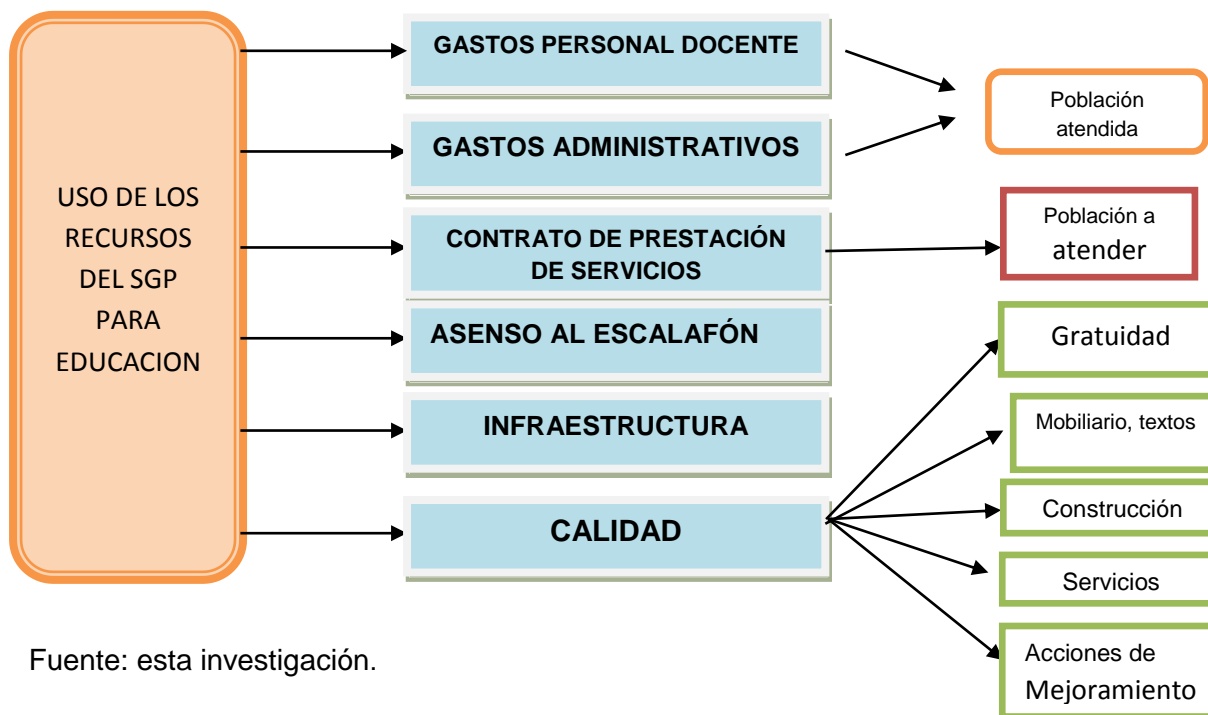 USO DE LOS
RECURSOS
DEL SGP
PARA
EDUCACION
GASTOS PERSONAL DOCENTE
GASTOS ADMINISTRATIVOS
CONTRATO DE PRESTACIÓN
DE SERVICIOS
ASENSO AL ESCALAFÓN
INFRAESTRUCTURA
CALIDAD
Población
atendida
Población a
atender
Gratuidad
Mobiliario, textos
Construcción
Servicios
Acciones de
Mejoramiento
Fuente: esta investigación.